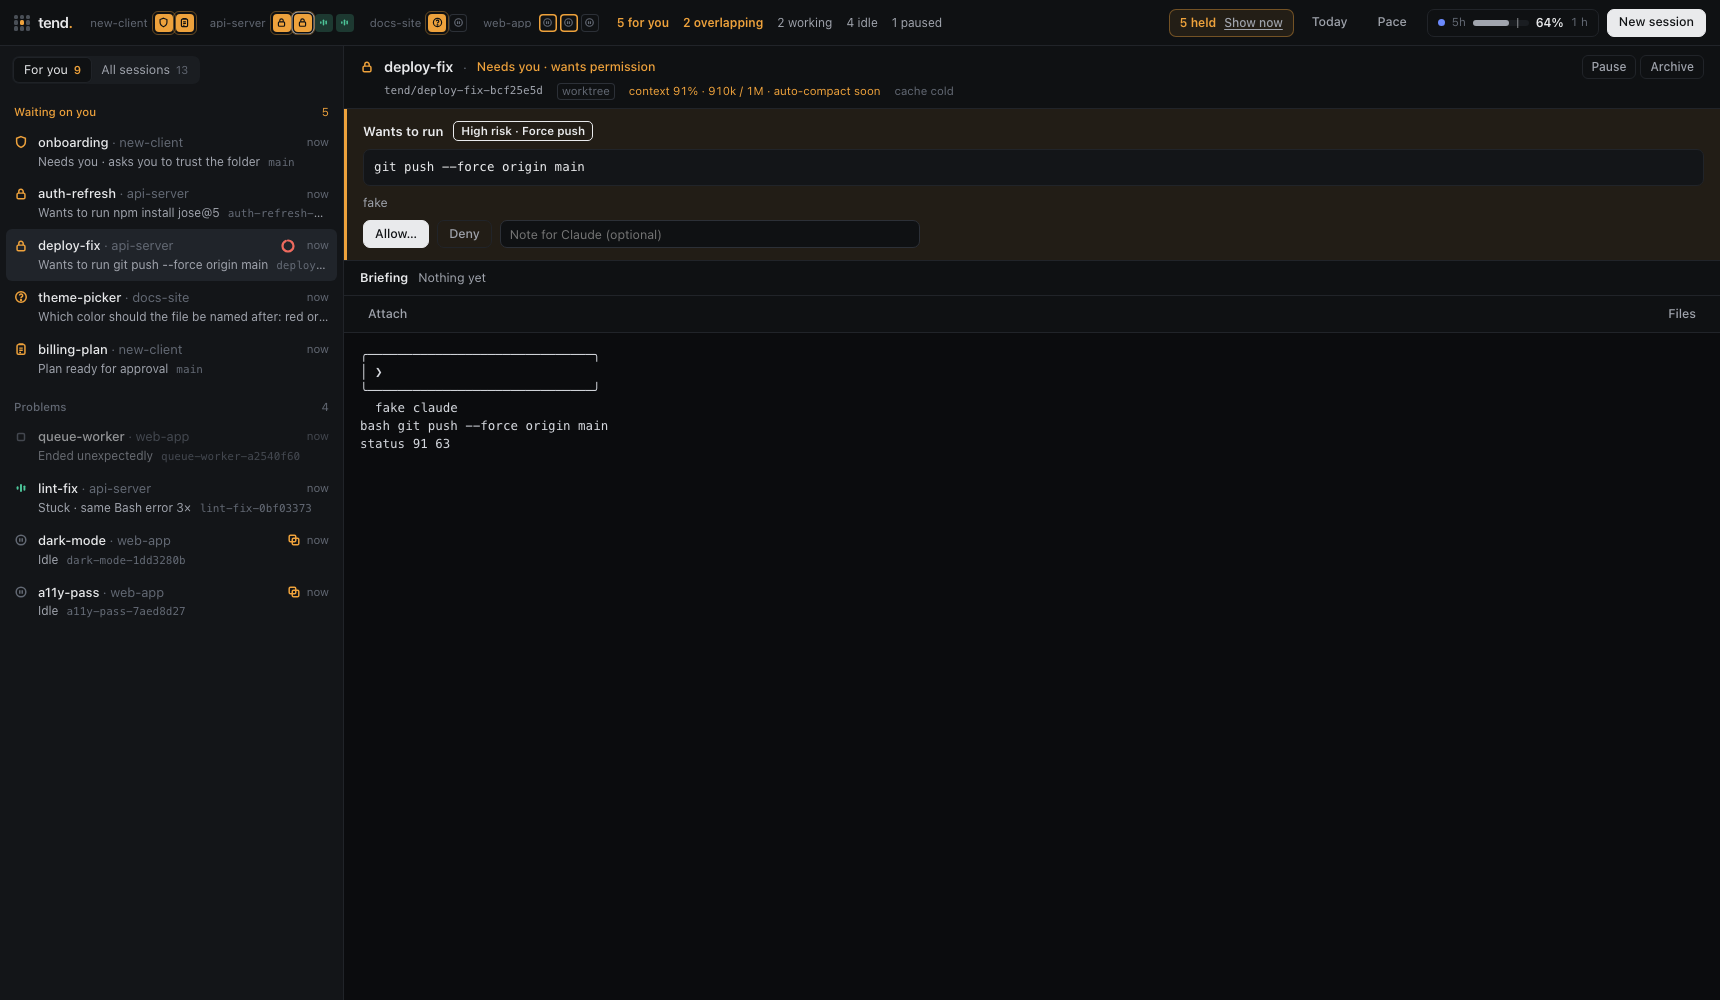 tend. new-client api-server docs-site web-app 5 for you 2 overlapping 2 working 4 idle 1 paused 5 held Show now Today Pace 5h 64% 1 h New session
For you 9 All sessions 13
Waiting on you 5
onboarding · new-client now
Needs you · asks you to trust the folder main
auth-refresh · api-server now
Wants to run npm install jose@5 auth-refresh-…
deploy-fix · api-server now
Wants to run git push --force origin main deploy…
theme-picker · docs-site now
Which color should the file be named after: red or…
billing-plan · new-client now
Plan ready for approval main
Problems 4
queue-worker · web-app now
Ended unexpectedly queue-worker-a2540f60
lint-fix · api-server now
Stuck · same Bash error 3× lint-fix-0bf03373
dark-mode · web-app now
Idle dark-mode-1dd3280b
a11y-pass · web-app now
Idle a11y-pass-7aed8d27
deploy-fix · Needs you · wants permission Pause Archive
tend/deploy-fix-bcf25e5d worktree context 91% · 910k / 1M · auto-compact soon cache cold
Wants to run High risk · Force push
git push --force origin main
fake
Allow... Deny Note for Claude (optional)
Briefing Nothing yet
Attach Files
❯
fake claude
bash git push --force origin main
status 91 63